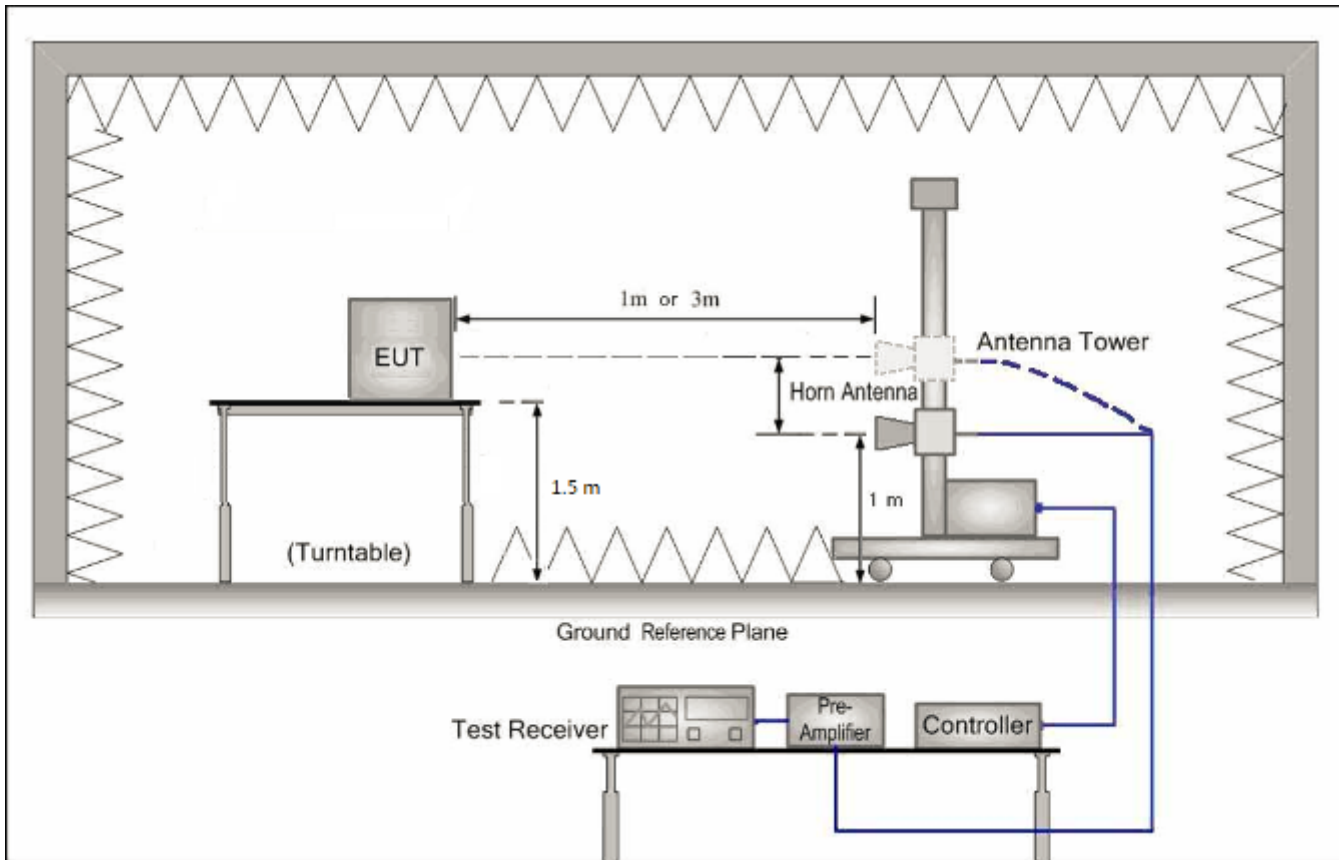 1m or 3m
EUT
Antenna Tower
Horn Antenna
1.5 m
1 m
(Turntable)
Ground Reference Plane
Test Receiver
Pre-
Amplifier
Controller